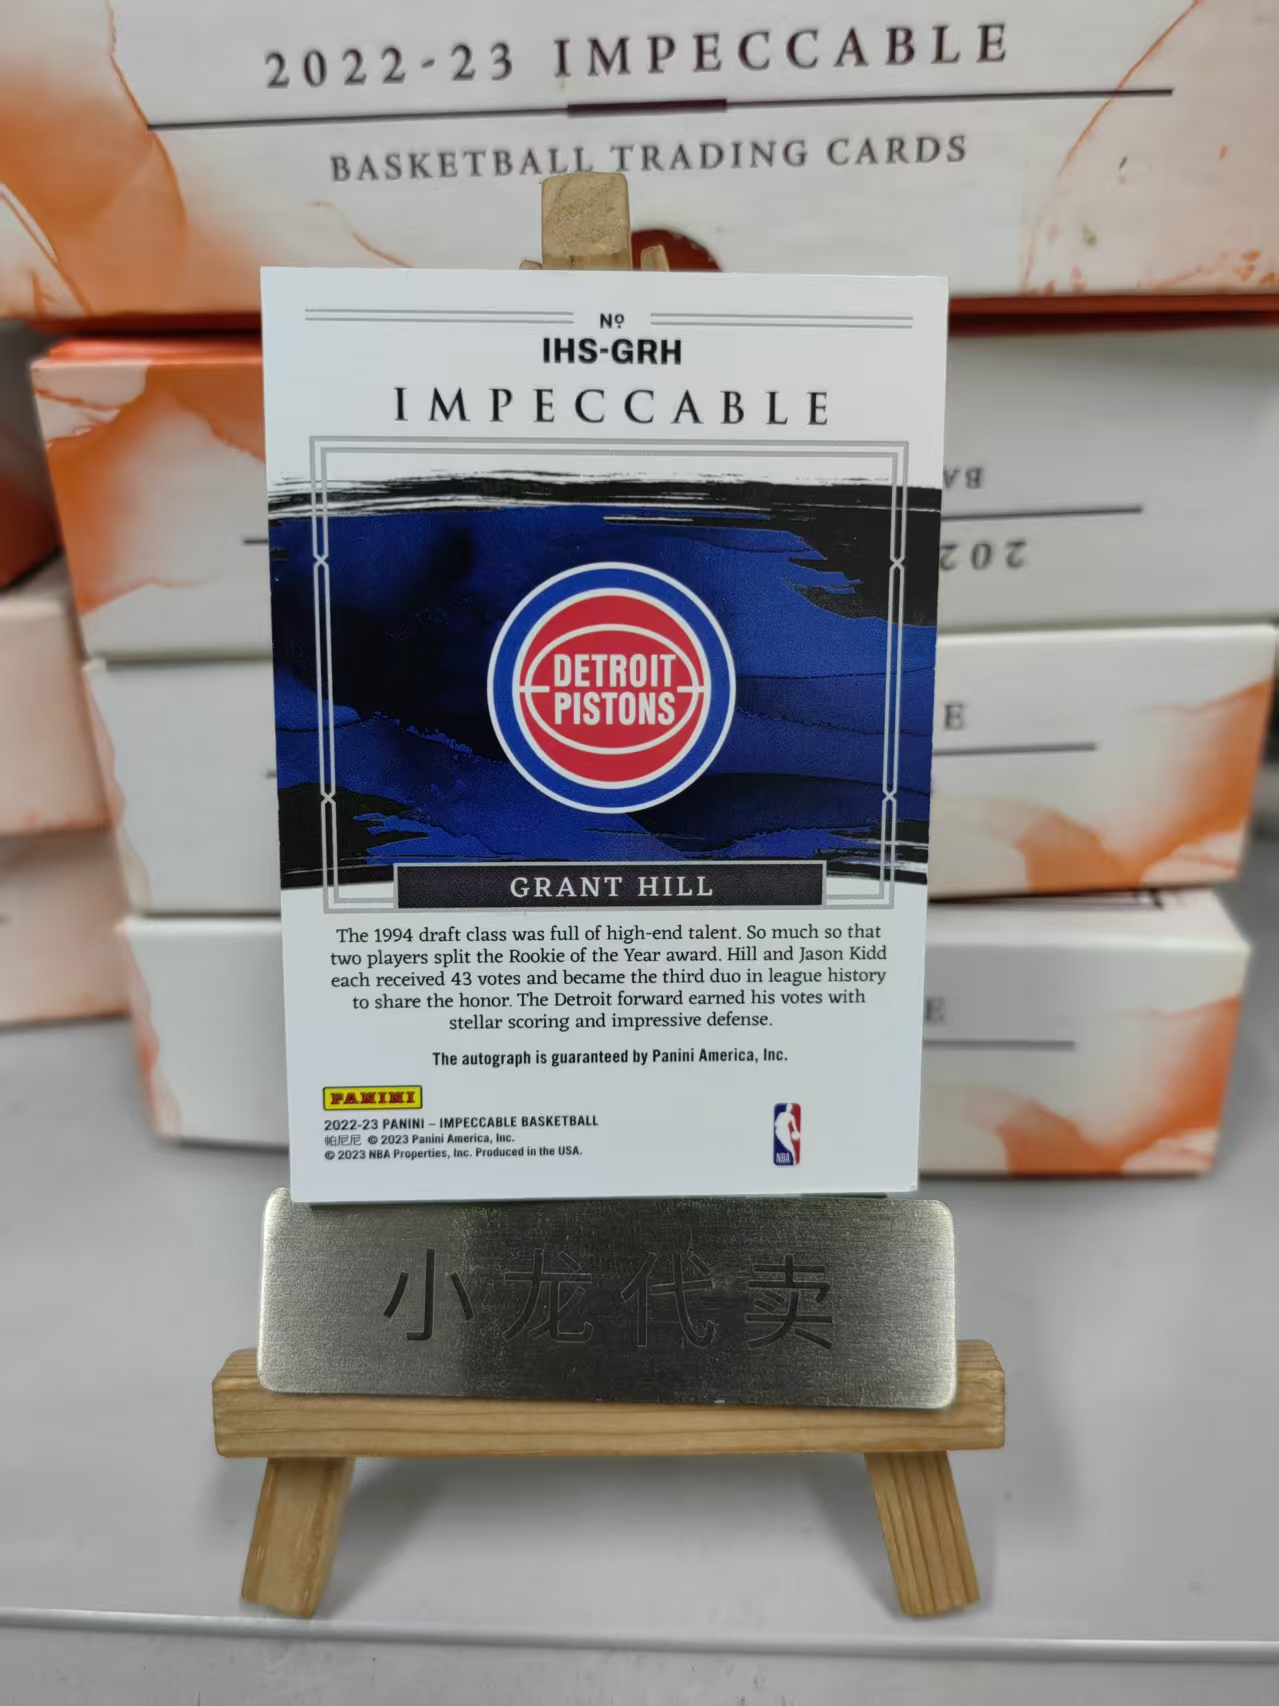 2022-23 IMPECCABLE
BASKETBALL TRADING CARDS
Nº
IHS-GRH
IMPECCABLE
BA
202
DETROIT
PISTONS
E
GRANT HILL
The 1994 draft class was full of high-end talent. So much so that
two players split the Rookie of the Year award. Hill and Jason Kidd
each received 43 votes and became the third duo in league history
to share the honor. The Detroit forward earned his votes with
stellar scoring and impressive defense.
E
The autograph is guaranteed by Panini America, Inc.
PANINI
2022-23 PANINI – IMPECCABLE BASKETBALL
帕尼尼 © 2023 Panini America, Inc.
© 2023 NBA Properties, Inc. Produced in the USA.
NBA
小龙代卖